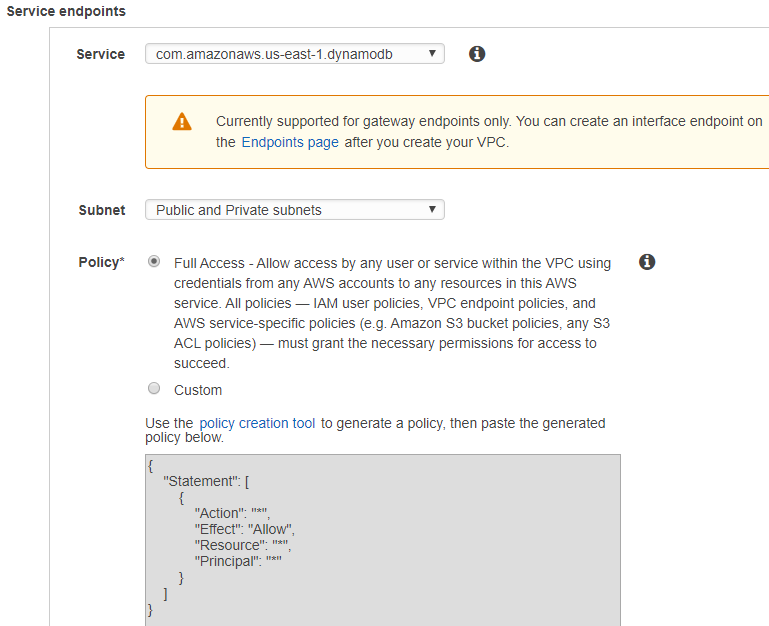 Service endpoints
Service com.amazonaws.us-east-1.dynamodb
Currently supported for gateway endpoints only. You can create an interface endpoint on
the Endpoints page after you create your VPC.
Subnet Public and Private subnets
Policy* Full Access - Allow access by any user or service within the VPC using
credentials from any AWS accounts to any resources in this AWS
service. All policies — IAM user policies, VPC endpoint policies, and
AWS service-specific policies (e.g. Amazon S3 bucket policies, any S3
ACL policies) — must grant the necessary permissions for access to
succeed.
Custom
Use the policy creation tool to generate a policy, then paste the generated
policy below.
{
"Statement": [
{
"Action": "*",
"Effect": "Allow",
"Resource": "*",
"Principal": "*"
}
]
}